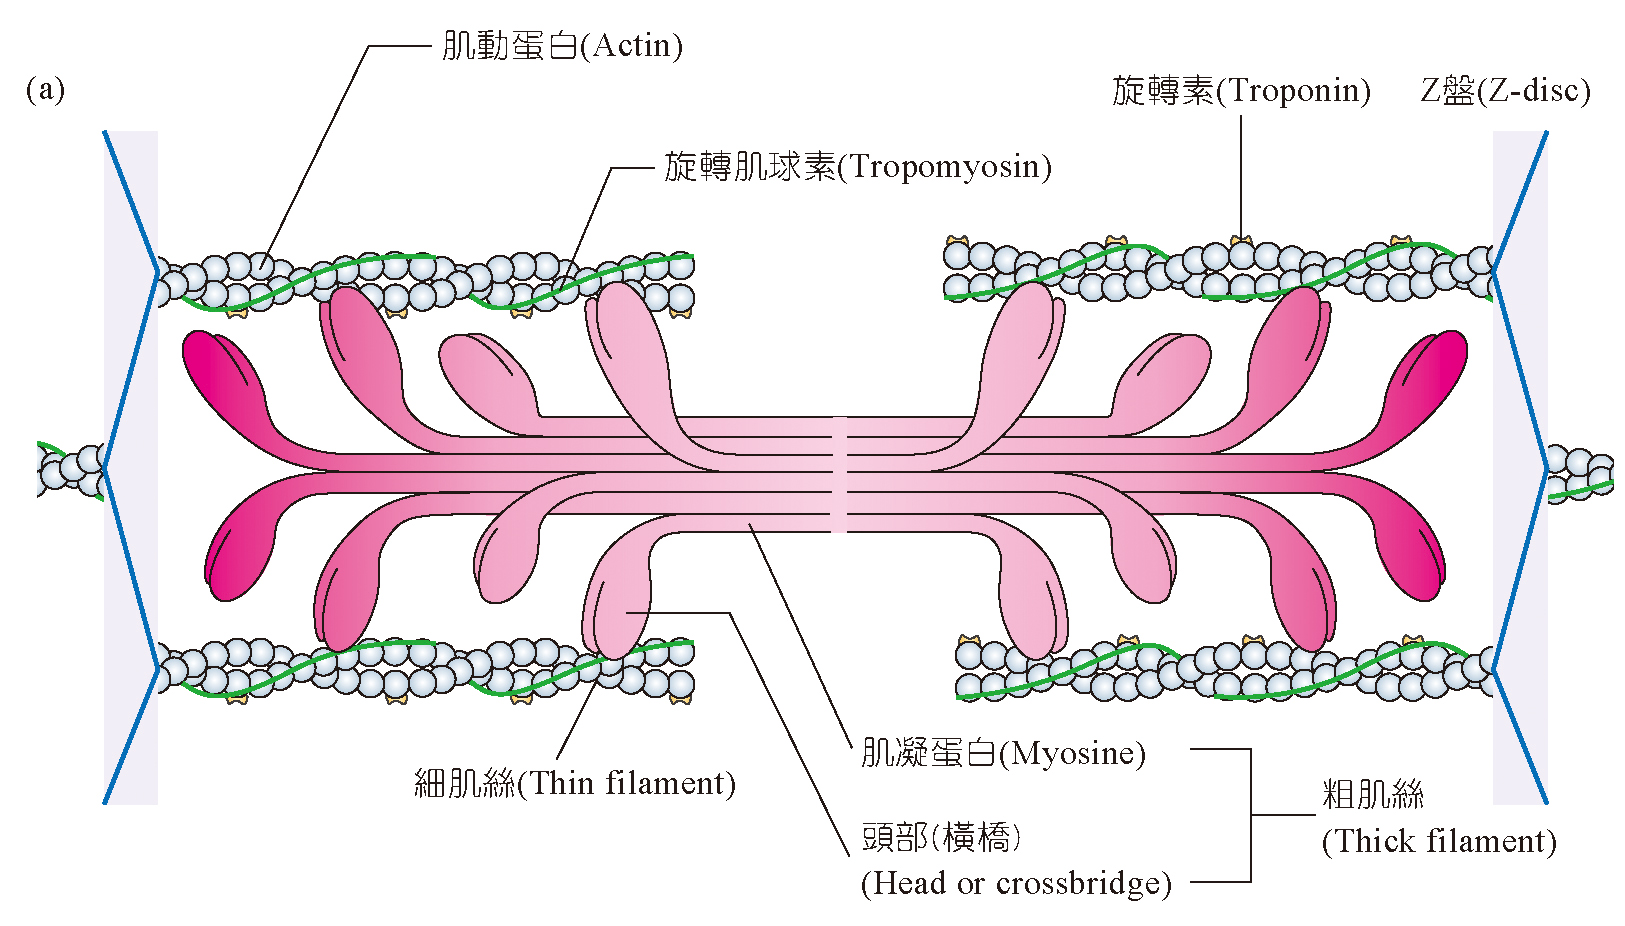 肌動蛋白(Actin)
(a)
旋轉素(Troponin)
Z盤(Z-disc)
旋轉肌球素(Tropomyosin)
肌凝蛋白(Myosine)
細肌絲(Thin filament)
粗肌絲
(Thick filament)
頭部(橫橋)
(Head or crossbridge)